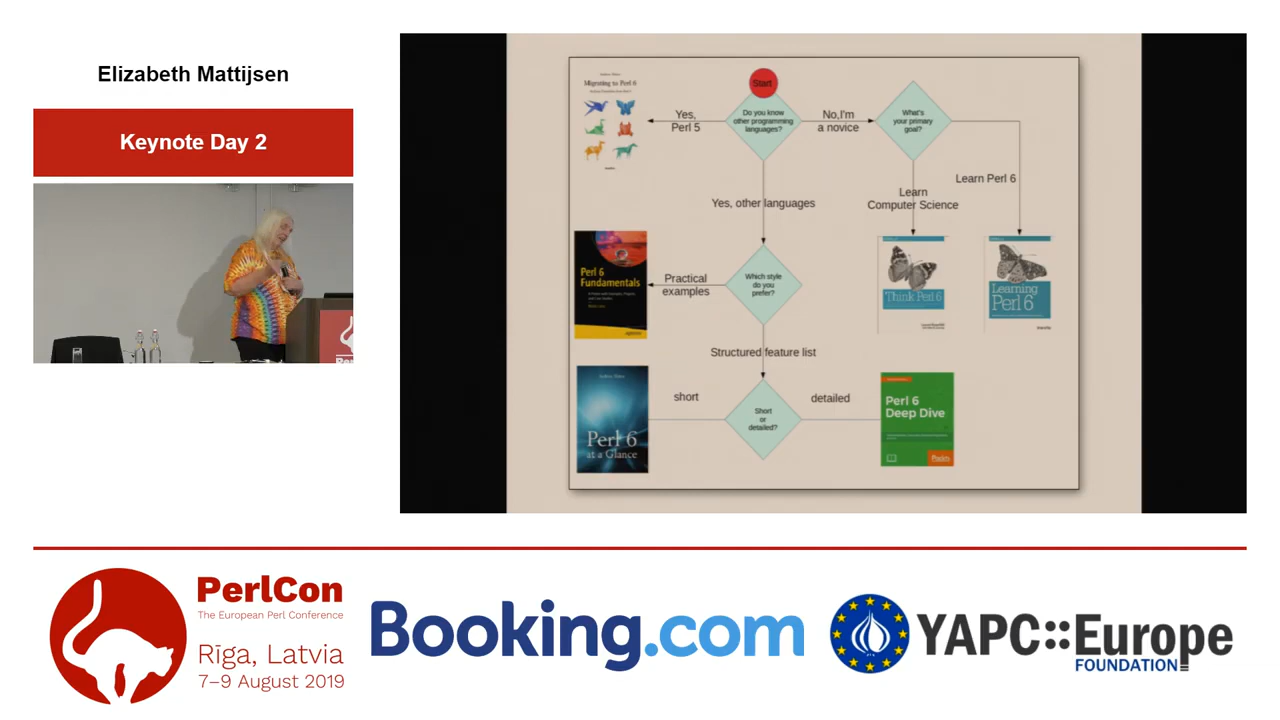 Elizabeth Mattijsen
Keynote Day 2
Start
Migrating to Perl 6
Yes,
Perl 5
Do you know
other programming
languages?
No,I'm
a novice
What's
your primary
goal?
Learn Perl 6
Learn
Computer Science
Yes, other languages
Perl 6
Fundamentals
Practical
examples
Which style
do you
prefer?
Think Perl 6
Learning
Perl 6
Structured feature list
Perl 6
at a Glance
short
Short
or
detailed?
detailed
Perl 6
Deep Dive
Packt
PerlCon
The European Perl Conference
Rīga, Latvia
7–9 August 2019
Booking.com
YAPC::Europe
FOUNDATION